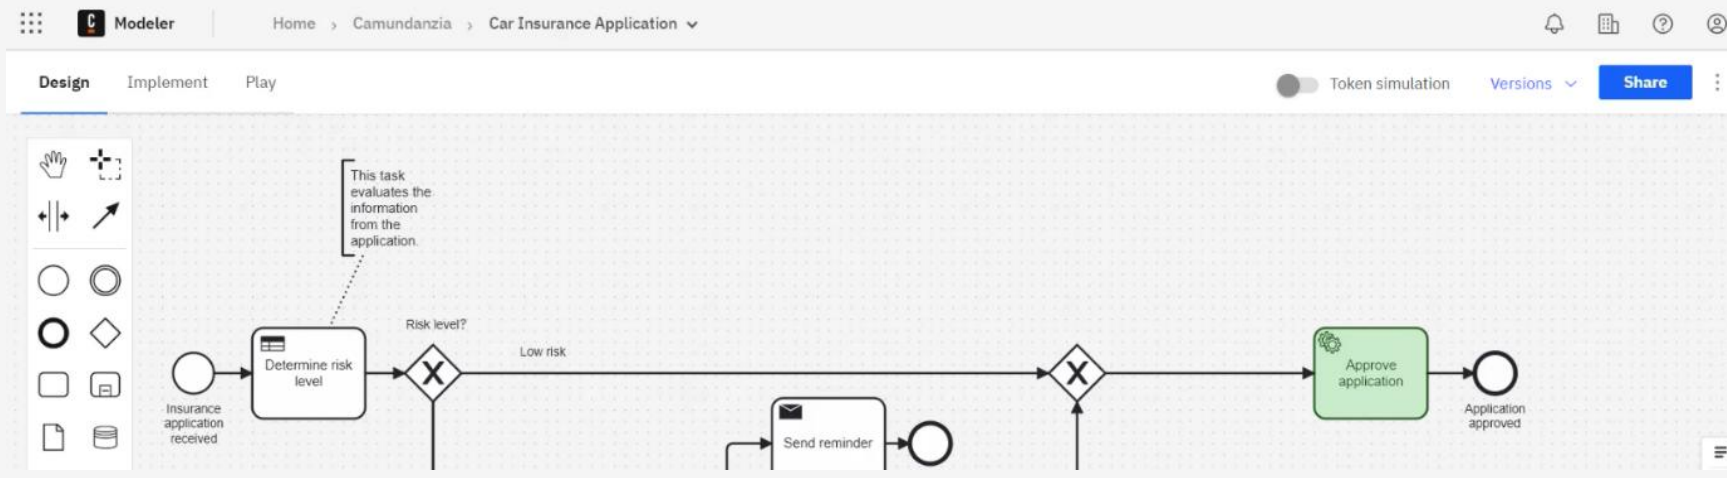 Modeler
Home > Camundanzia > Car Insurance Application
Design
Implement
Play
Token simulation
Versions
Share
This task
evaluates the
information
from the
application.
Risk level?
Determine risk
level
Low risk
Insurance
application
received
Send reminder
Approve
application
Application
approved